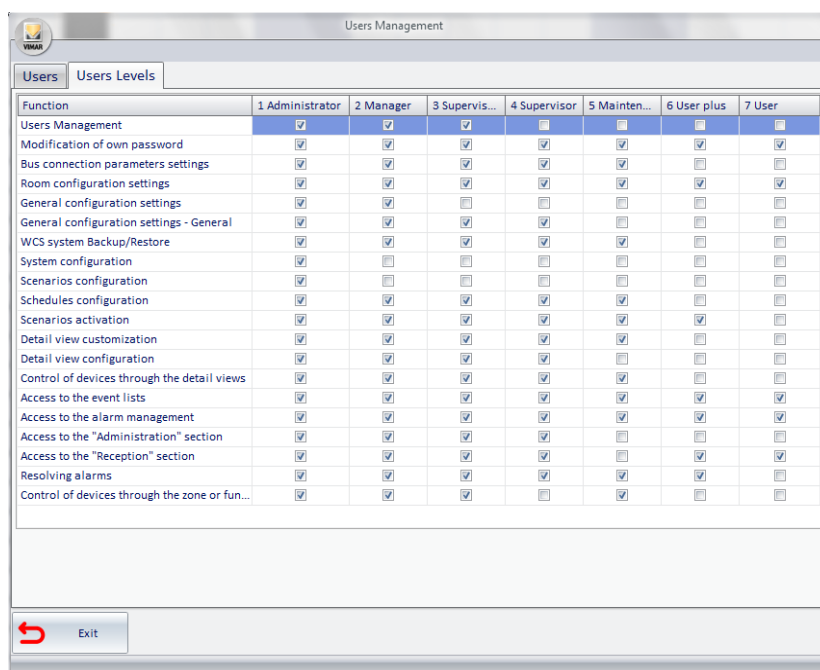 Users Management
VIMAR
Users Users Levels
Function 1 Administrator 2 Manager 3 Supervis... 4 Supervisor 5 Mainten... 6 User plus 7 User
Users Management
Modification of own password
Bus connection parameters settings
Room configuration settings
General configuration settings
General configuration settings - General
WCS system Backup/Restore
System configuration
Scenarios configuration
Schedules configuration
Scenarios activation
Detail view customization
Detail view configuration
Control of devices through the detail views
Access to the event lists
Access to the alarm management
Access to the "Administration" section
Access to the "Reception" section
Resolving alarms
Control of devices through the zone or fun...
Exit